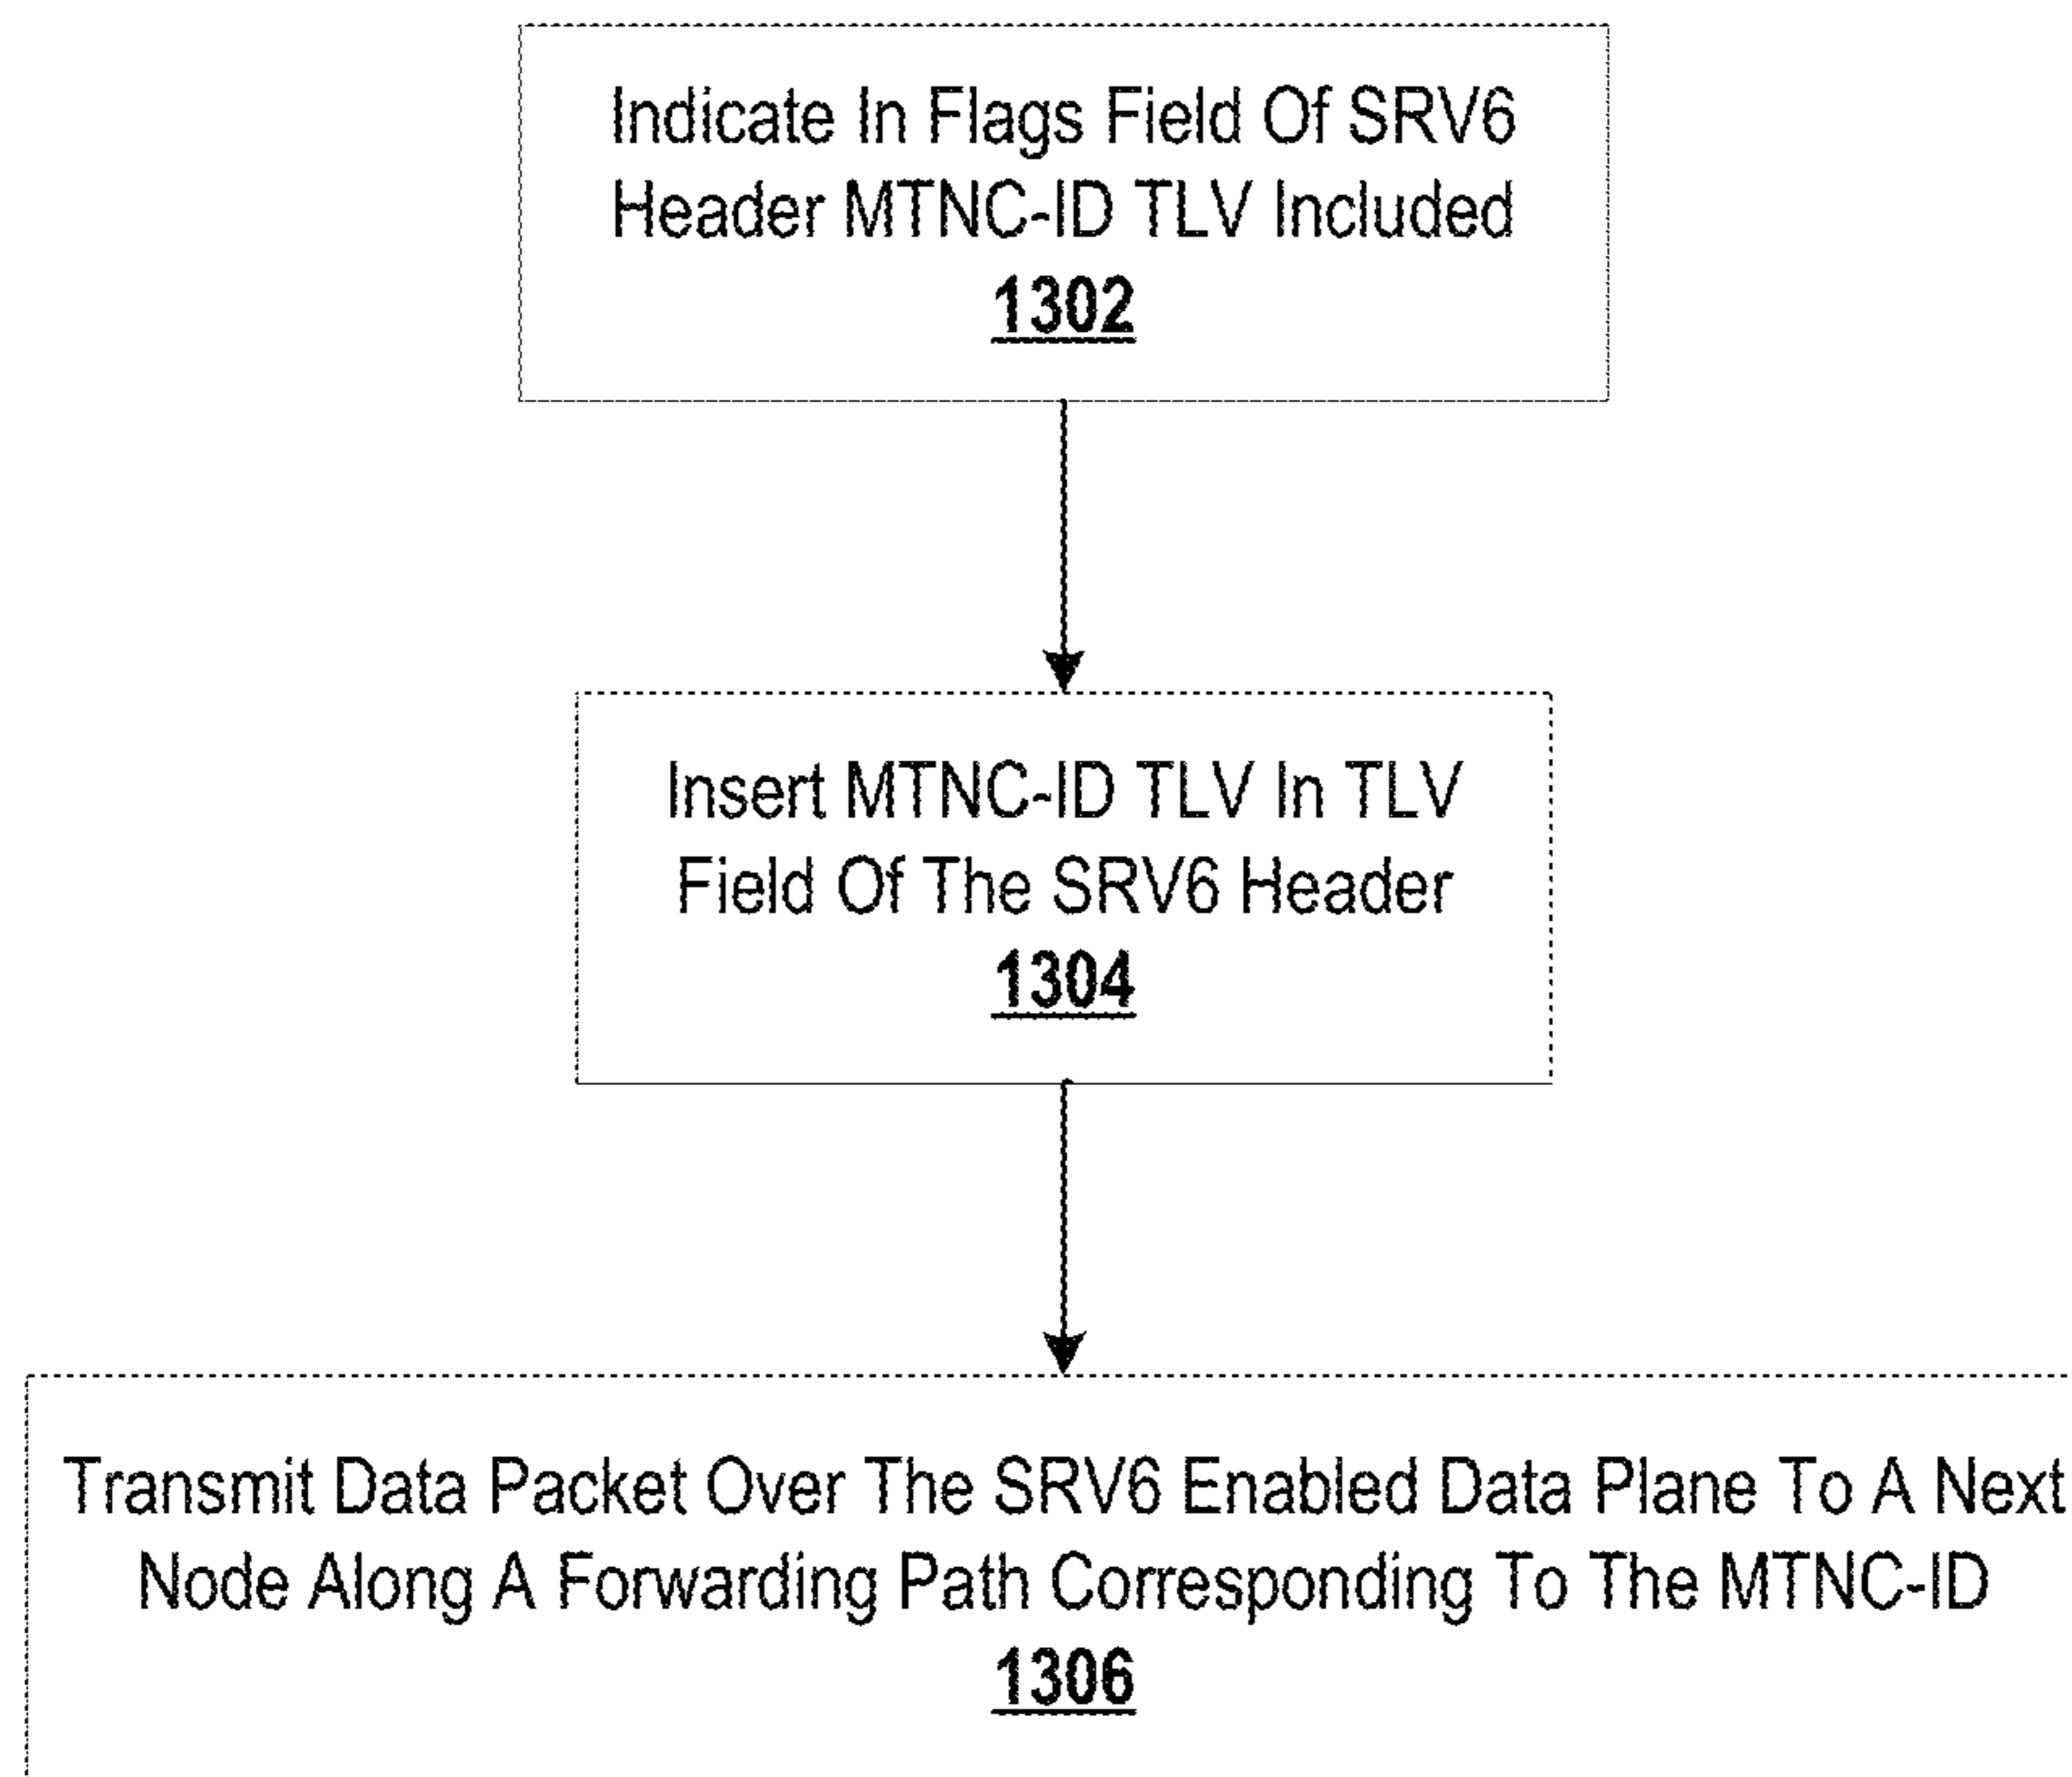 Indicate In Flags Field Of SRV6
Header MTNC-ID TLV Included
1302
Insert MTNC-ID TLV In TLV
Field Of The SRV6 Header
1304
Transmit Data Packet Over The SRV6 Enabled Data Plane To A Next
Node Along A Forwarding Path Corresponding To The MTNC-ID
1306